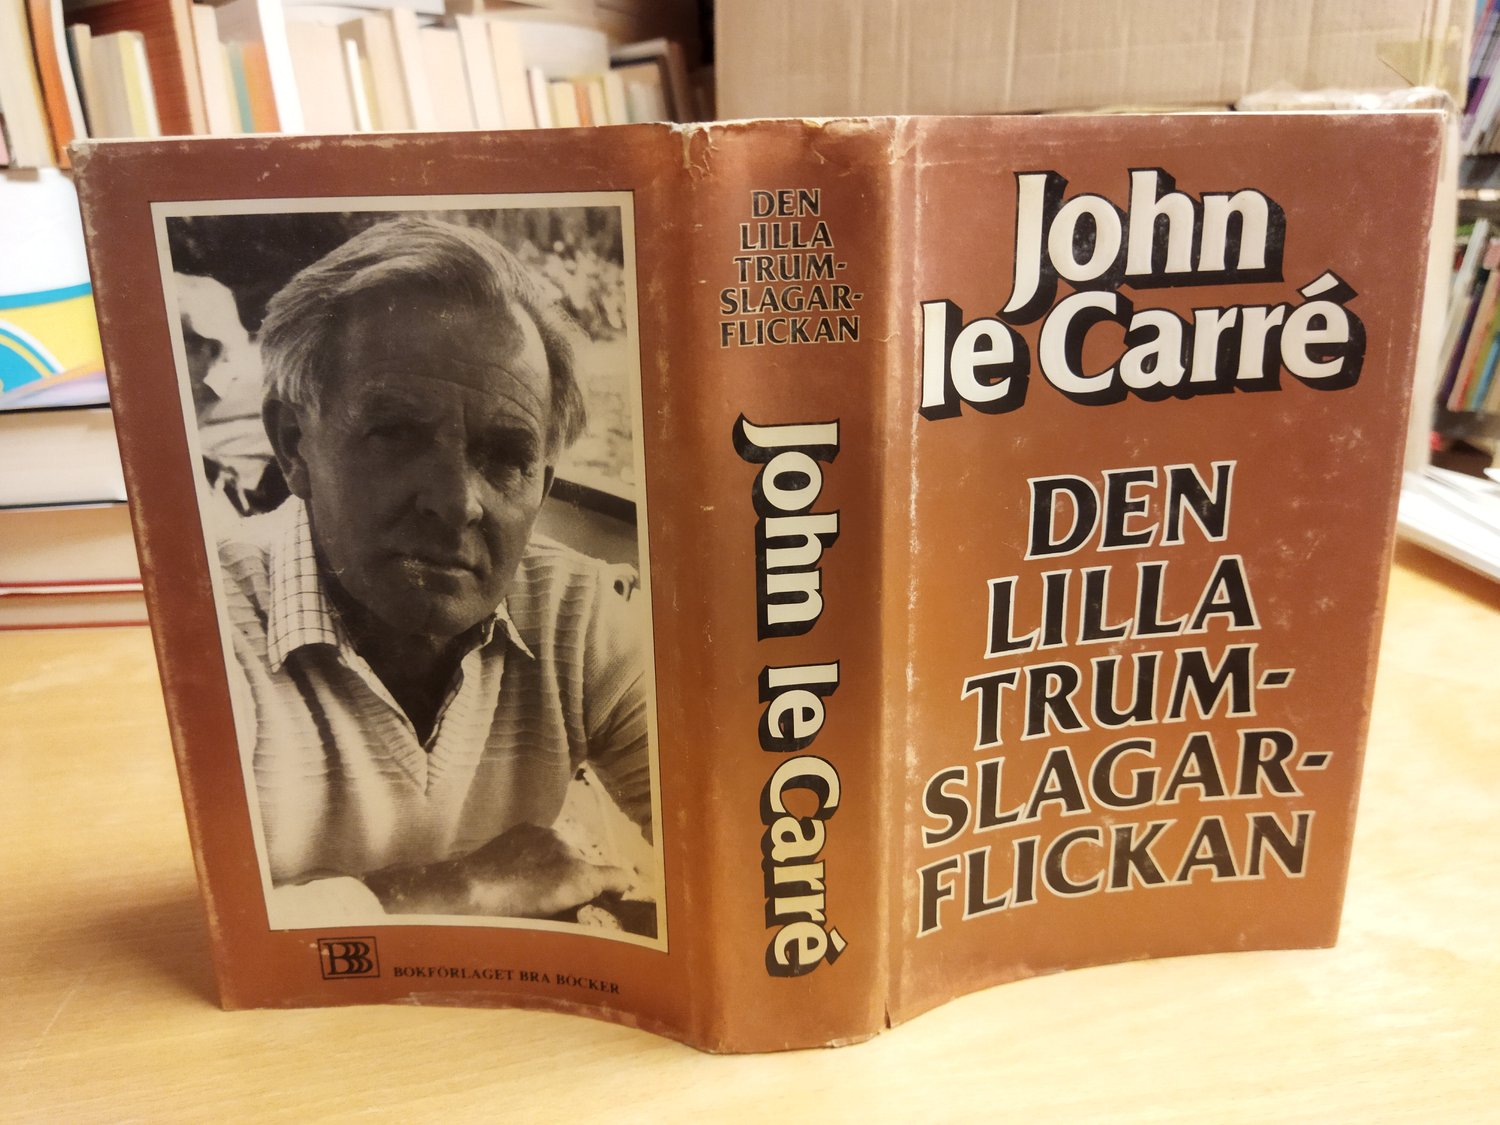 BBB
BOKFÖRLAGET BRA BÖCKER
DEN
LILLA
TRUM-
SLAGAR-
FLICKAN
John le Carré
John
le Carré
DEN
LILLA
TRUM-
SLAGAR-
FLICKAN